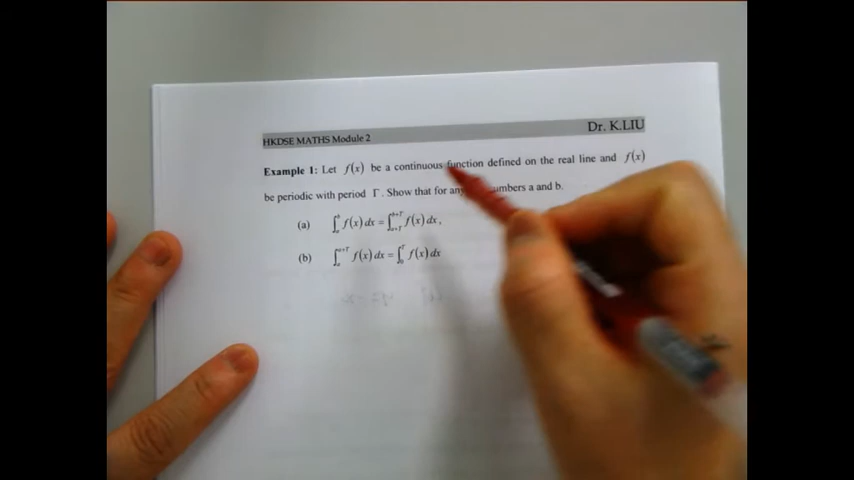 HKDSE MATHS Module 2 Dr. K.LIU
Example 1: Let f(x) be a continuous function defined on the real line and f(x)
be periodic with period T. Show that for any numbers a and b.
(a) ∫_a^b f(x) dx = ∫_{a+T}^{b+T} f(x) dx,
(b) ∫_a^{a+T} f(x) dx = ∫_0^T f(x) dx